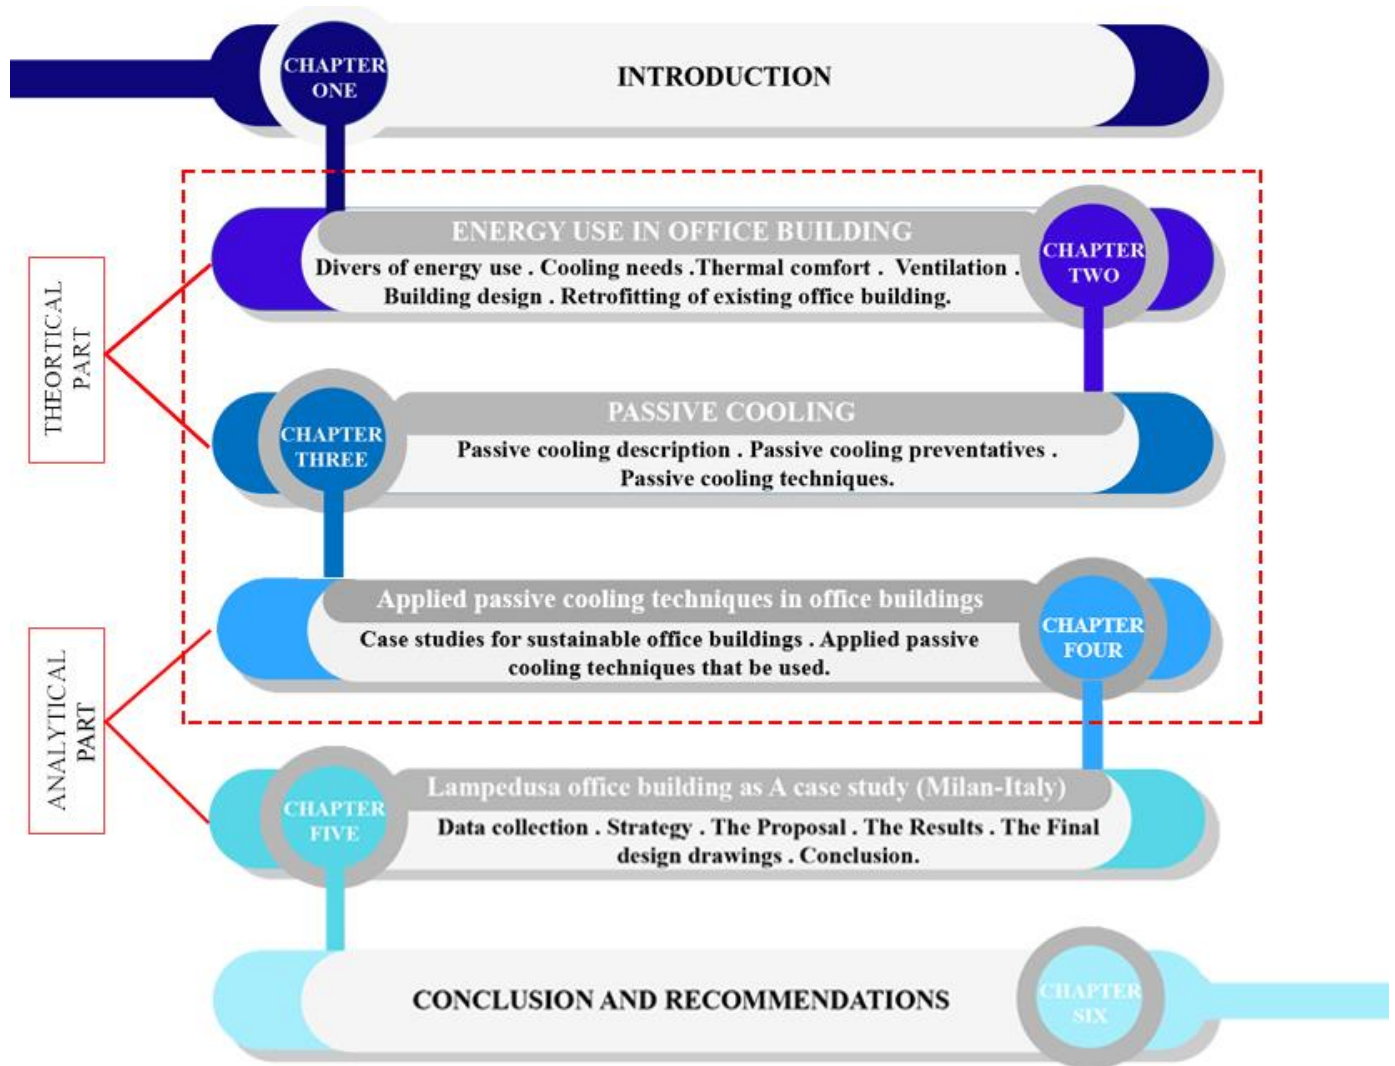 CHAPTER
ONE
INTRODUCTION
ENERGY USE IN OFFICE BUILDING
Divers of energy use . Cooling needs .Thermal comfort . Ventilation .
Building design . Retrofitting of existing office building.
CHAPTER
TWO
THEORTICAL
PART
CHAPTER
THREE
PASSIVE COOLING
Passive cooling description . Passive cooling preventatives .
Passive cooling techniques.
Applied passive cooling techniques in office buildings
Case studies for sustainable office buildings . Applied passive
cooling techniques that be used.
CHAPTER
FOUR
ANALYTICAL
PART
CHAPTER
FIVE
Lampedusa office building as A case study (Milan-Italy)
Data collection . Strategy . The Proposal . The Results . The Final
design drawings . Conclusion.
CONCLUSION AND RECOMMENDATIONS
CHAPTER
SIX